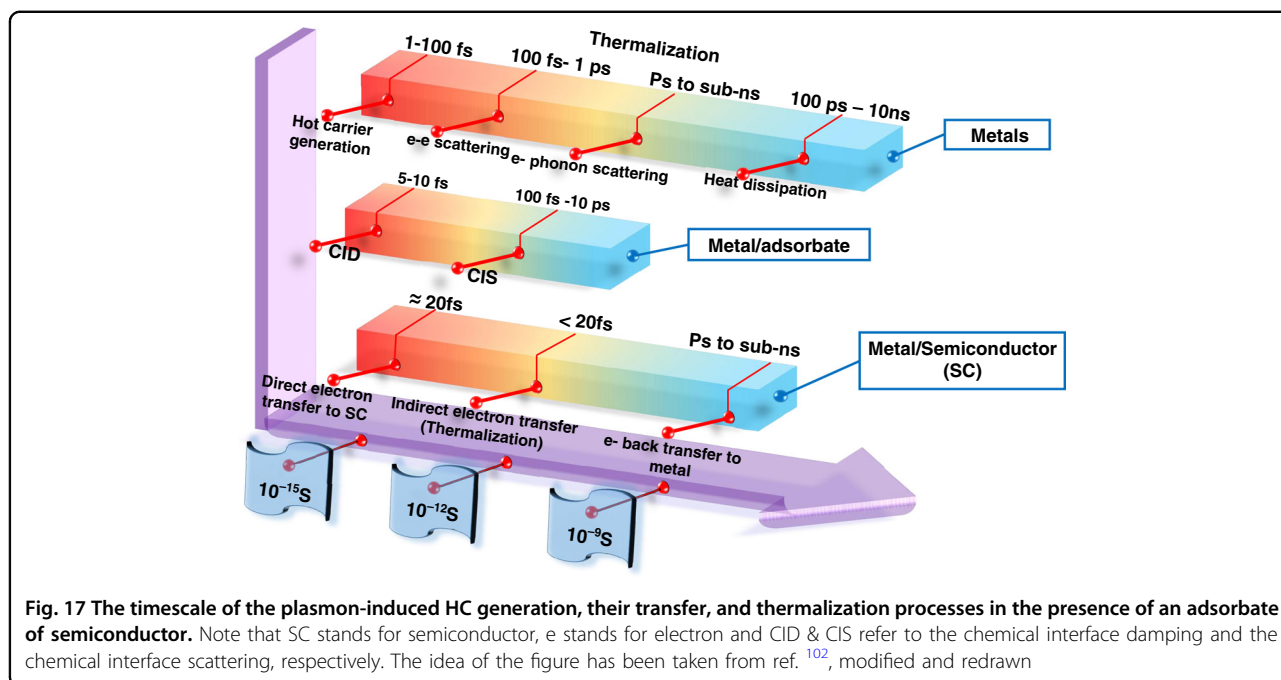 Thermalization
1-100 fs
100 fs- 1 ps
Ps to sub-ns
100 ps – 10ns
Hot carrier
generation
e-e scattering
e- phonon scattering
Heat dissipation
Metals
5-10 fs
100 fs -10 ps
CID
CIS
Metal/adsorbate
≈ 20fs
< 20fs
Ps to sub-ns
Metal/Semiconductor
(SC)
Direct electron
transfer to SC
Indirect electron transfer
(Thermalization)
e- back transfer to
metal
10⁻¹⁵S
10⁻¹²S
10⁻⁹S
Fig. 17 The timescale of the plasmon-induced HC generation, their transfer, and thermalization processes in the presence of an adsorbate
of semiconductor. Note that SC stands for semiconductor, e stands for electron and CID & CIS refer to the chemical interface damping and the
chemical interface scattering, respectively. The idea of the figure has been taken from ref. ¹⁰², modified and redrawn